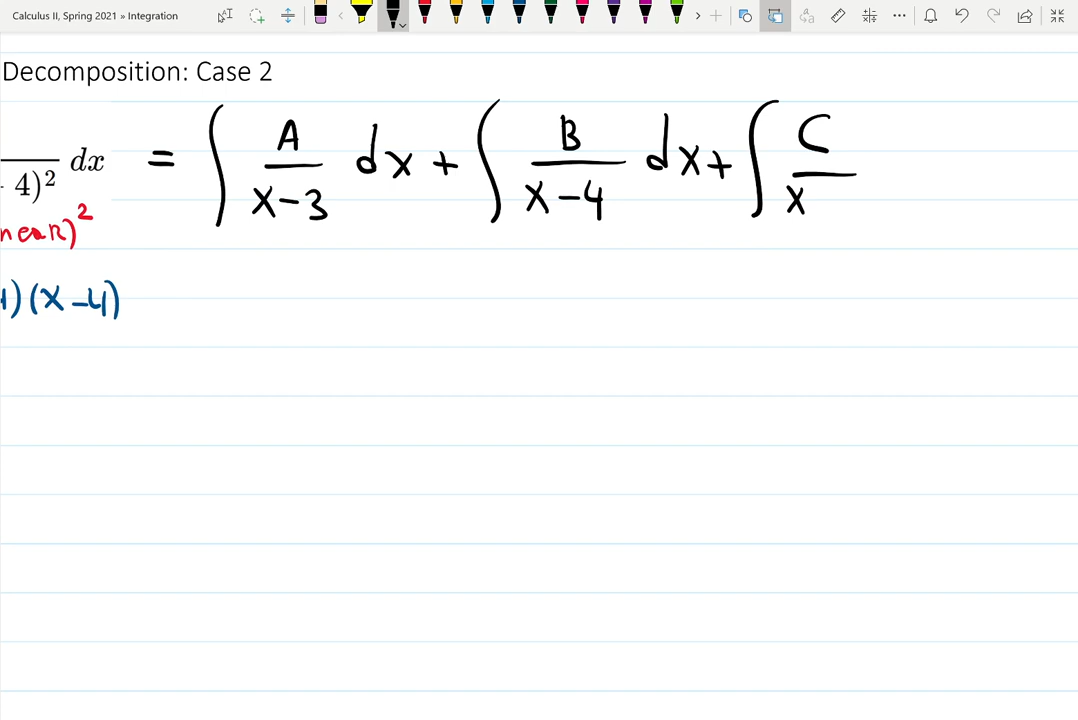 Calculus II, Spring 2021 » Integration
Decomposition: Case 2
4)² dx = ∫ A/(x-3) dx + ∫ B/(x-4) dx + ∫ C/x
near)²
)(x-4)